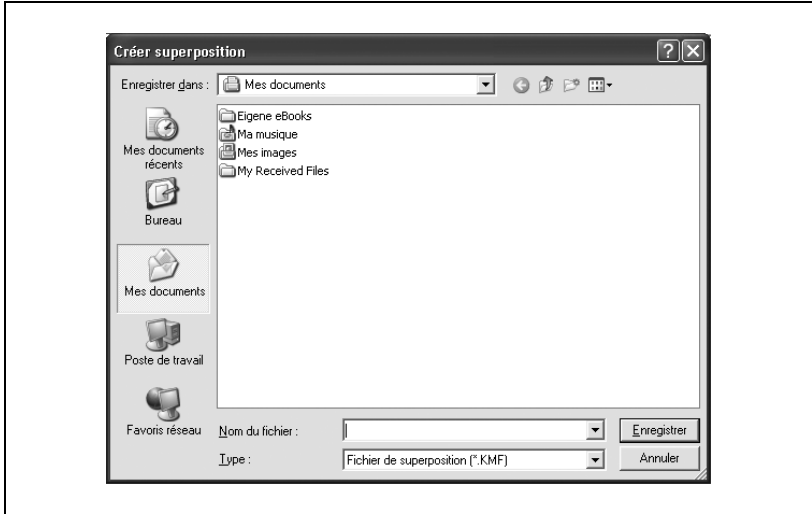 Créer superposition
Enregistrer dans :
Mes documents
Eigene eBooks
Ma musique
Mes images
My Received Files
Mes documents
récents
Bureau
Mes documents
Poste de travail
Favoris réseau
Nom du fichier :
Enregistrer
Type :
Fichier de superposition (*.KMF)
Annuler